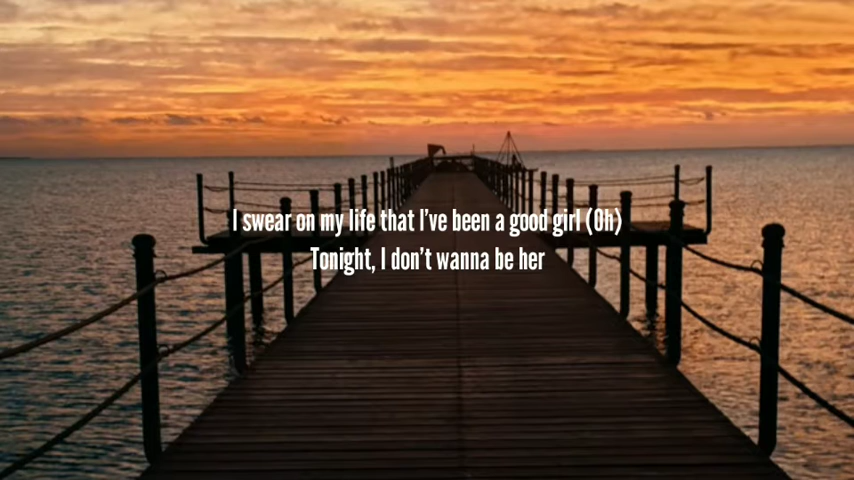 I swear on my life that I've been a good girl (Oh)
Tonight, I don't wanna be her